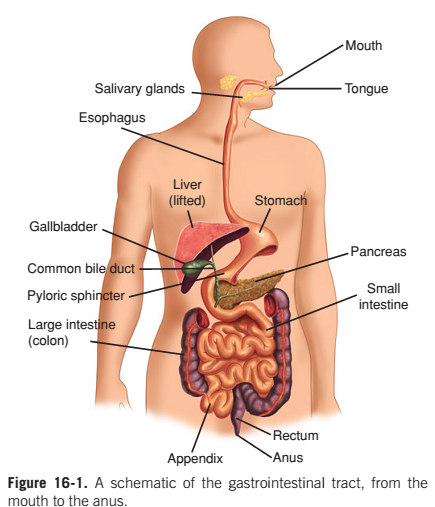 Mouth
Salivary glands
Tongue
Esophagus
Liver
(lifted)
Stomach
Gallbladder
Pancreas
Common bile duct
Pyloric sphincter
Small
intestine
Large intestine
(colon)
Rectum
Appendix
Anus
Figure 16-1. A schematic of the gastrointestinal tract, from the
mouth to the anus.